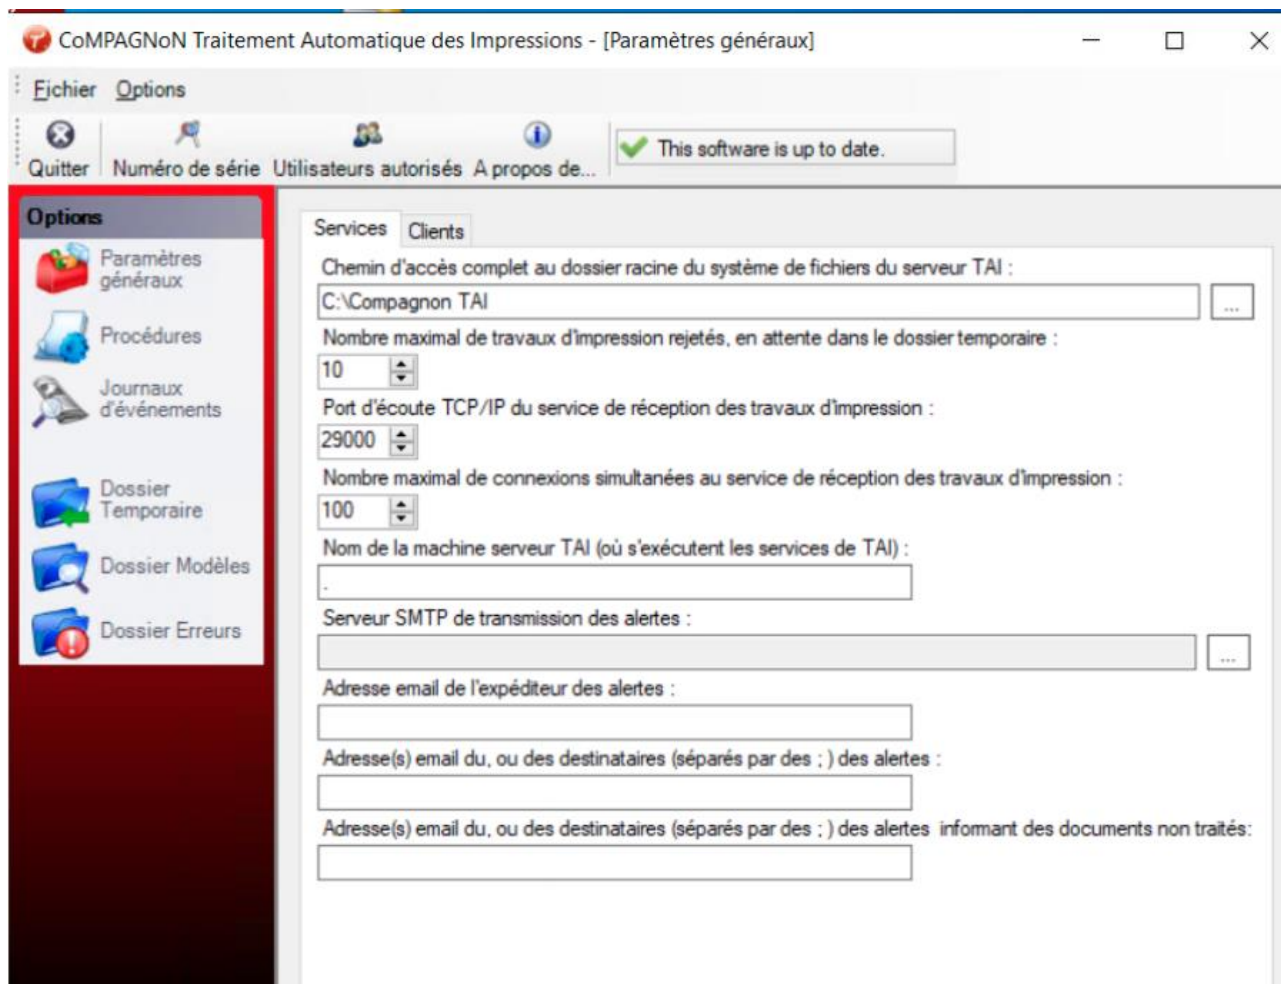 CoMPAGNoN Traitement Automatique des Impressions - [Paramètres généraux]
Fichier Options
Quitter Numéro de série Utilisateurs autorisés A propos de... This software is up to date.
Options
Paramètres
généraux
Procédures
Journaux
d'événements
Dossier
Temporaire
Dossier Modèles
Dossier Erreurs
Services Clients
Chemin d'accès complet au dossier racine du système de fichiers du serveur TAI :
C:\Compagnon TAI
...
Nombre maximal de travaux d'impression rejetés, en attente dans le dossier temporaire :
10
Port d'écoute TCP/IP du service de réception des travaux d'impression :
29000
Nombre maximal de connexions simultanées au service de réception des travaux d'impression :
100
Nom de la machine serveur TAI (où s'exécutent les services de TAI) :
.
Serveur SMTP de transmission des alertes :
...
Adresse email de l'expéditeur des alertes :
Adresse(s) email du, ou des destinataires (séparés par des ; ) des alertes :
Adresse(s) email du, ou des destinataires (séparés par des ; ) des alertes informant des documents non traités: